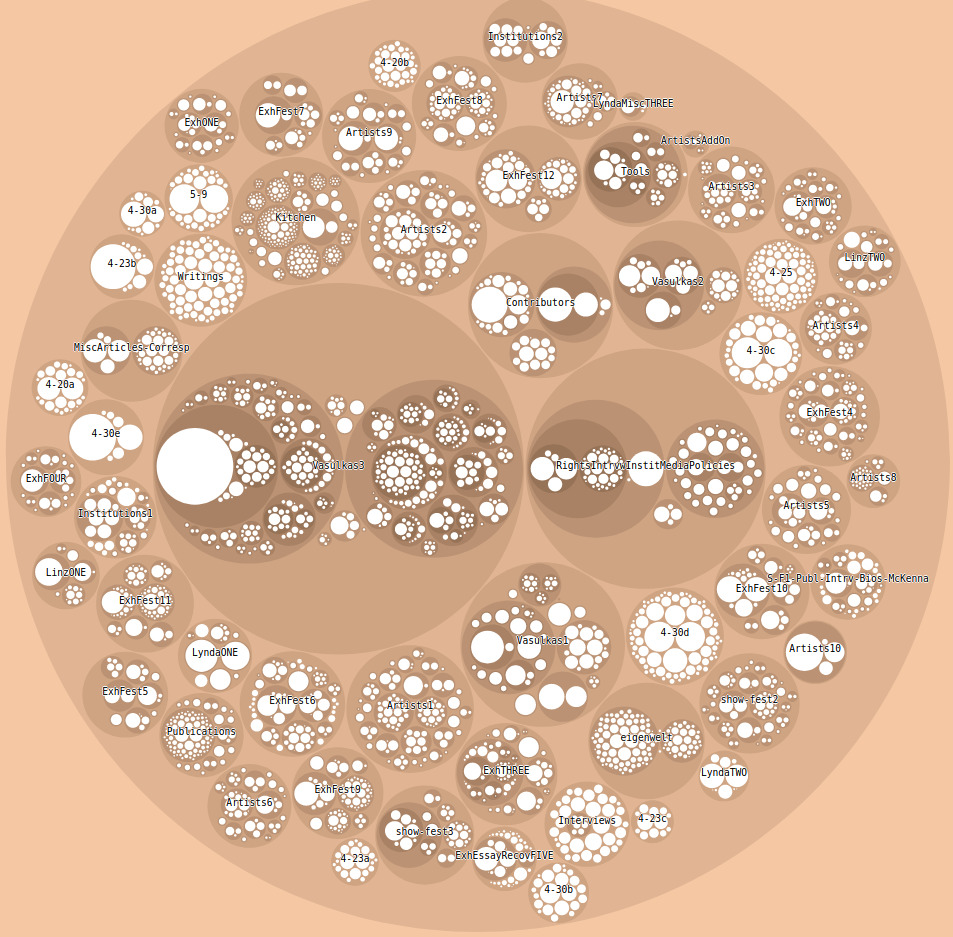 Institutions2
4-20b
ExhFest8
Artists7
LyndaMiscTHREE
ExhFest7
ExhONE
Artists9
ArtistsAddOn
ExhFest12
Tools
Artists3
5-9
4-30a
Kitchen
Artists2
ExhTWO
4-23b
Writings
LinzTWO
4-25
Vasulkas2
Contributors
Artists4
MiscArticles-Corresp
4-30c
4-20a
ExhFest4
4-30e
Vasulkas3
RightsIntrvwInstitMediaPolicies
ExhFOUR
Artists8
Artists5
Institutions1
LinzONE
S-F1-Publ-Intrv-Bios-McKenna
ExhFest10
ExhFest11
4-30d
Vasulkas1
Artists10
LyndaONE
ExhFest5
ExhFest6
show-fest2
Artists1
Publications
eigenwelt
ExhTHREE
LyndaTWO
ExhFest9
Artists6
Interviews
4-23c
show-fest3
4-23a
ExhEssayRecovFIVE
4-30b